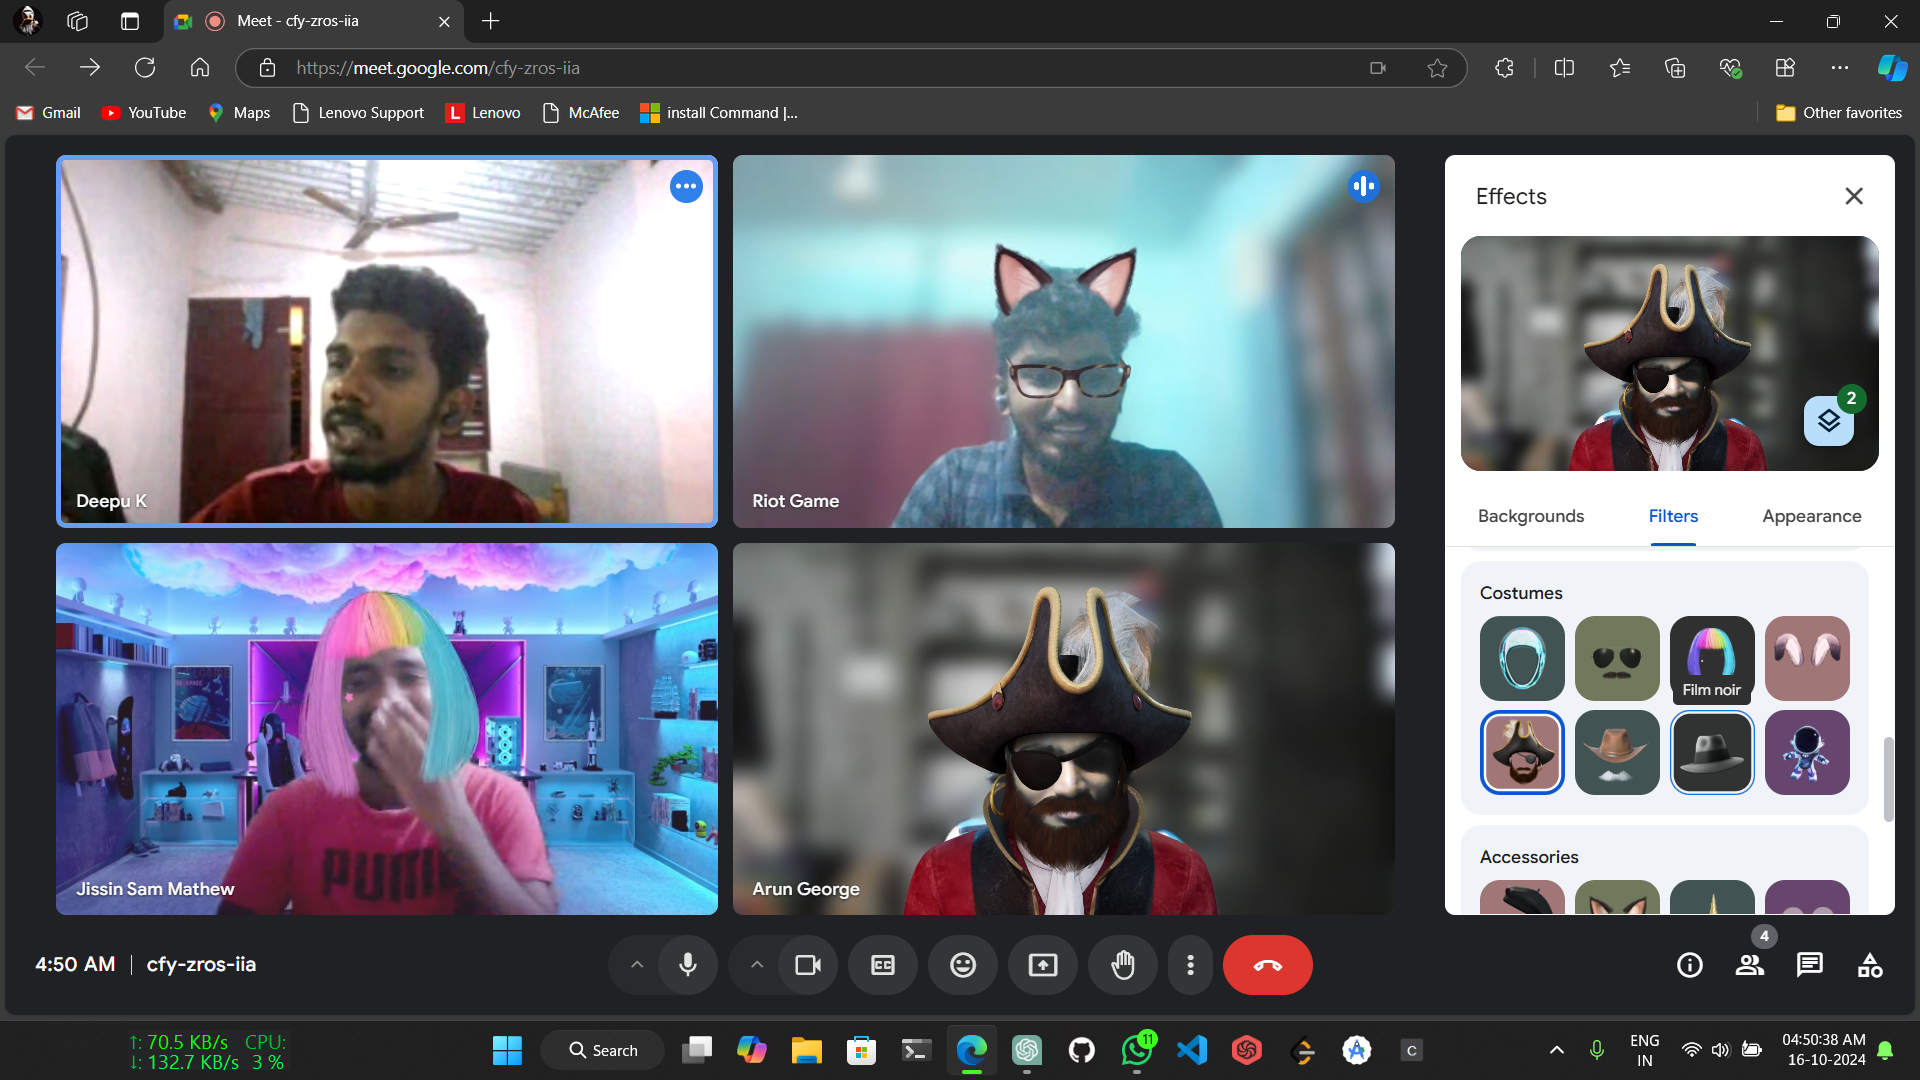 Meet - cfy-zros-iia
https://meet.google.com/cfy-zros-iia
Gmail
YouTube
Maps
Lenovo Support
L
Lenovo
McAfee
install Command |...
Other favorites
Deepu K
Riot Game
Jissin Sam Mathew
PUMA
Arun George
Effects
2
Backgrounds
Filters
Appearance
Costumes
Film noir
Accessories
4:50 AM | cfy-zros-iia
CC
4
↑: 70.5 KB/s CPU:
↓: 132.7 KB/s 3 %
Search
11
C
ENG
IN
04:50:38 AM
16-10-2024